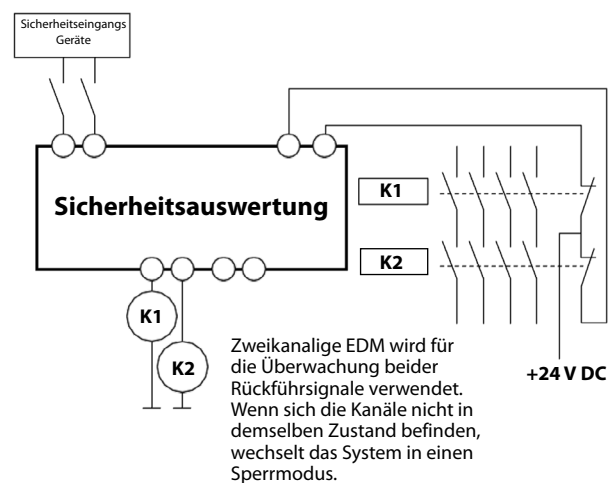 Sicherheitseingangs
Geräte
Sicherheitsauswertung
K1
K2
K1
K2
+24 V DC
Zweikanalige EDM wird für
die Überwachung beider
Rückführsignale verwendet.
Wenn sich die Kanäle nicht in
demselben Zustand befinden,
wechselt das System in einen
Sperrmodus.